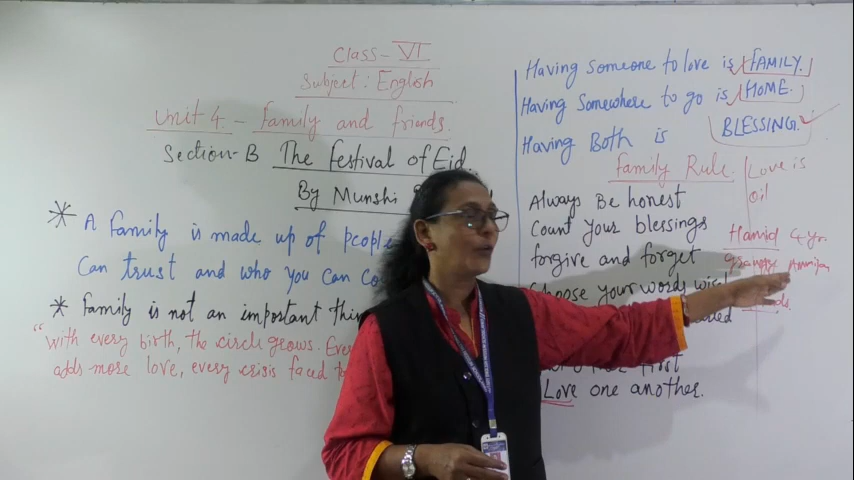 Class - VI
Subject : English
Unit 4 - Family and friends.
Section-B The Festival of Eid
By Munshi
* A Family is made up of people
Can trust and who you can
* Family is not an important
"with every birth, the circle grows.
adds more love, every crisis faced
Having Someone to love is FAMILY.
Having Somewhere to go is HOME.
Having Both is BLESSING.
Family Rule.
Always Be honest
Count Your blessings
forgive and forget
Choose your words
Love one another.
Love is
Oil
Hamid 4 yr.